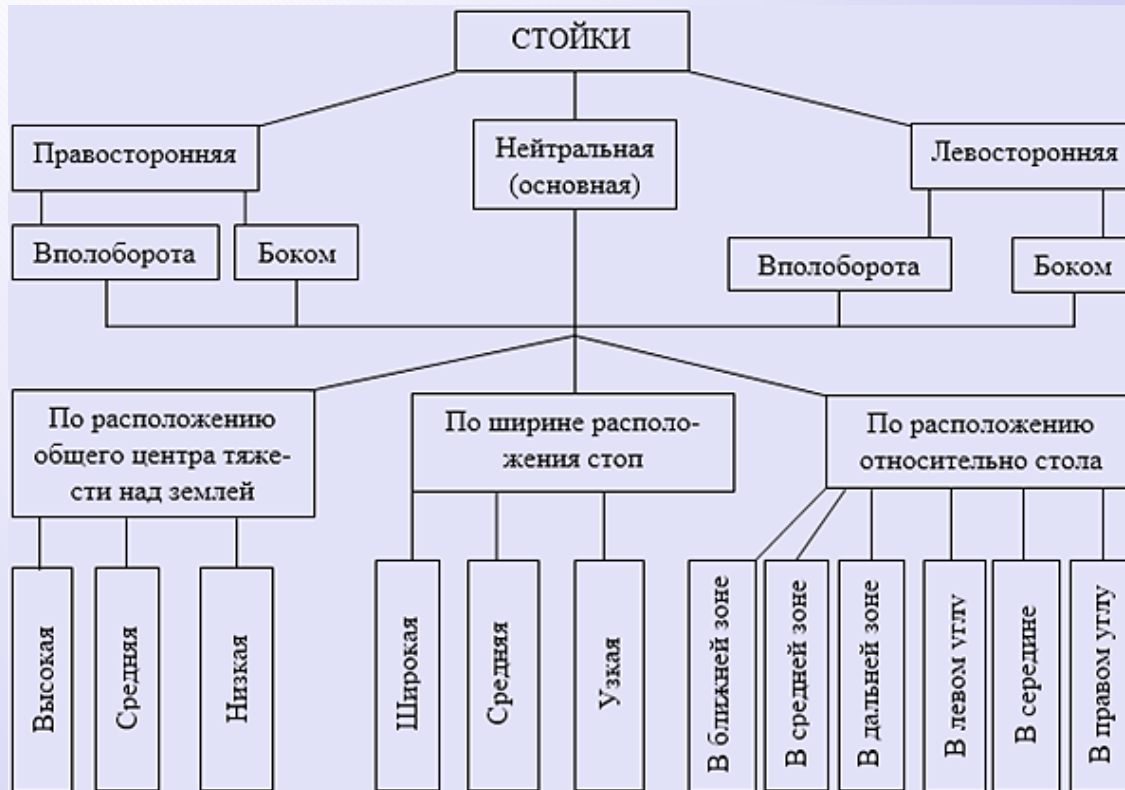 СТОЙКИ
Правосторонняя
Нейтральная
(основная)
Левосторонняя
Вполоборота
Боком
Вполоборота
Боком
По расположению
общего центра тяже-
сти над землей
По ширине располо-
жения стоп
По расположению
относительно стола
Высокая
Средняя
Низкая
Широкая
Средняя
Узкая
В ближней зоне
В средней зоне
В дальней зоне
В левом углу
В середине
В правом углу